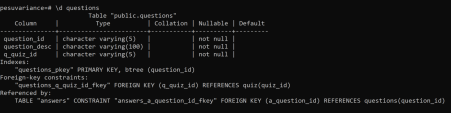 pesuvariance=# \d questions
Table "public.questions"
Column | Type | Collation | Nullable | Default
---------------+------------------------+-----------+----------+---------
question_id | character varying(5) | | not null |
question_desc | character varying(100) | | not null |
q_quiz_id | character varying(5) | | not null |
Indexes:
"questions_pkey" PRIMARY KEY, btree (question_id)
Foreign-key constraints:
"questions_q_quiz_id_fkey" FOREIGN KEY (q_quiz_id) REFERENCES quiz(quiz_id)
Referenced by:
TABLE "answers" CONSTRAINT "answers_a_question_id_fkey" FOREIGN KEY (a_question_id) REFERENCES questions(question_id)